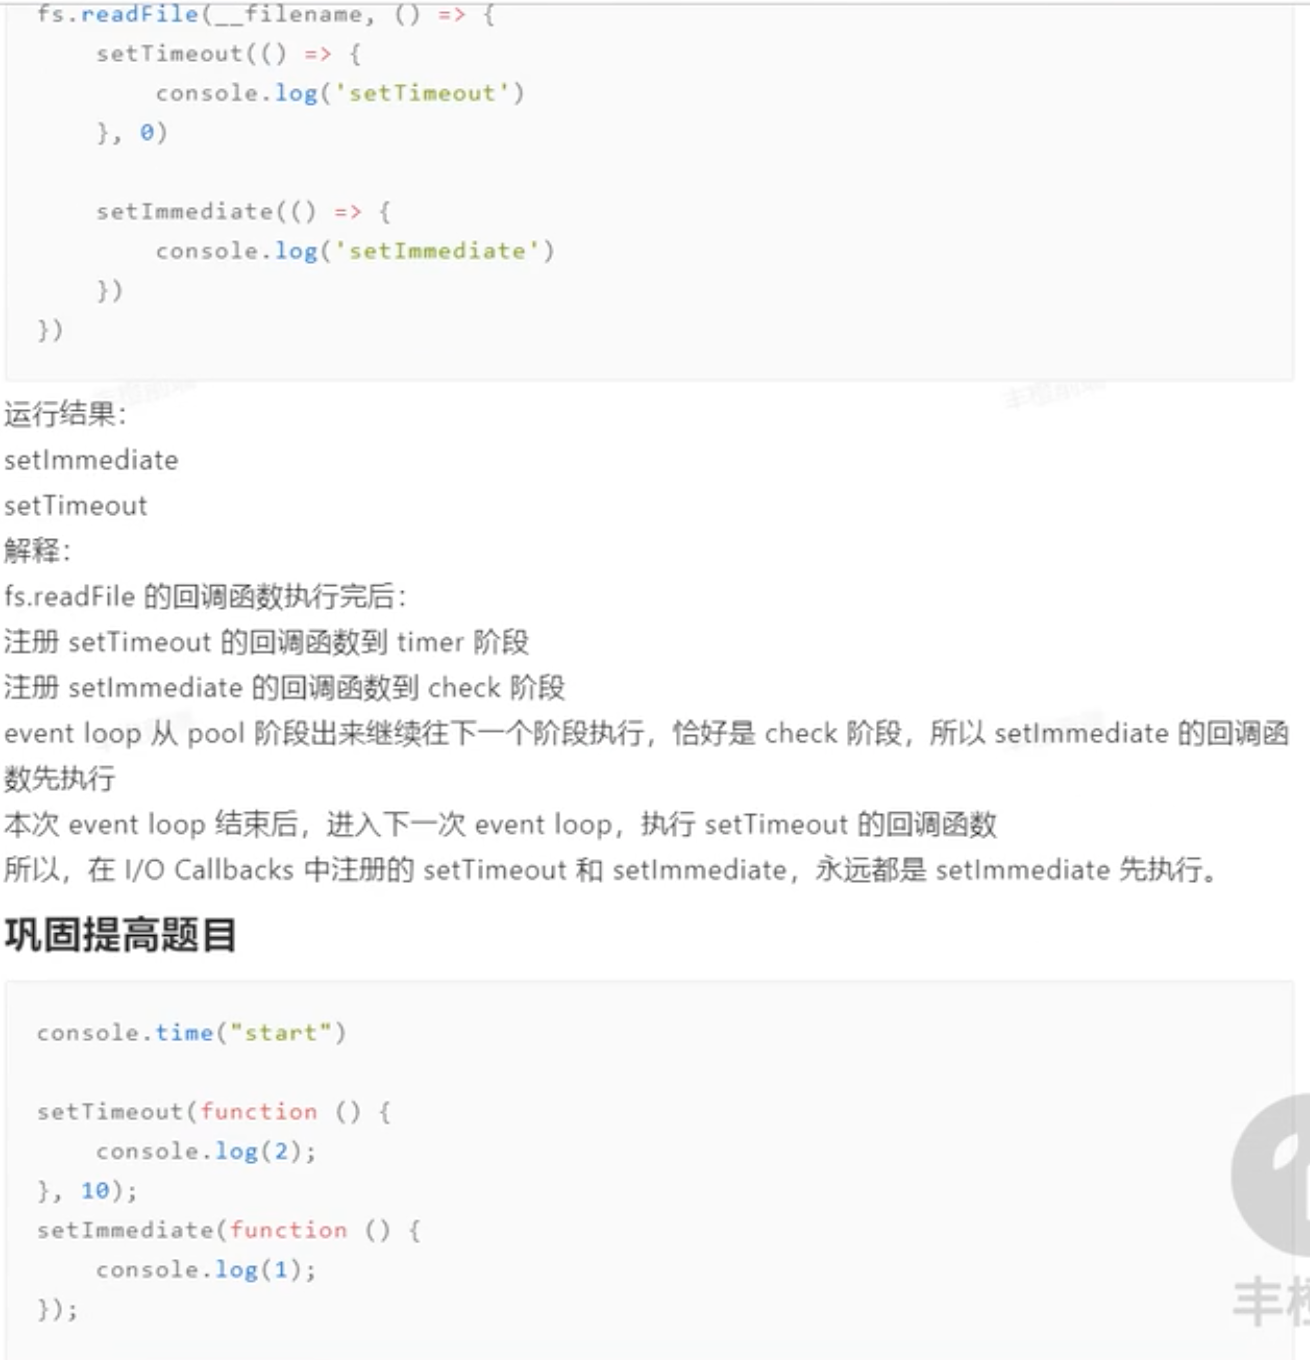 fs.readFile(__filename, () => {
    setTimeout(() => {
        console.log('setTimeout')
    }, 0)

    setImmediate(() => {
        console.log('setImmediate')
    })
})
运行结果：
setImmediate
setTimeout
解释：
fs.readFile 的回调函数执行完后：
注册 setTimeout 的回调函数到 timer 阶段
注册 setImmediate 的回调函数到 check 阶段
event loop 从 pool 阶段出来继续往下一个阶段执行，恰好是 check 阶段，所以 setImmediate 的回调函
数先执行
本次 event loop 结束后，进入下一次 event loop，执行 setTimeout 的回调函数
所以，在 I/O Callbacks 中注册的 setTimeout 和 setImmediate，永远都是 setImmediate 先执行。
巩固提高题目
console.time("start")

setTimeout(function () {
    console.log(2);
}, 10);
setImmediate(function () {
    console.log(1);
});
丰橙